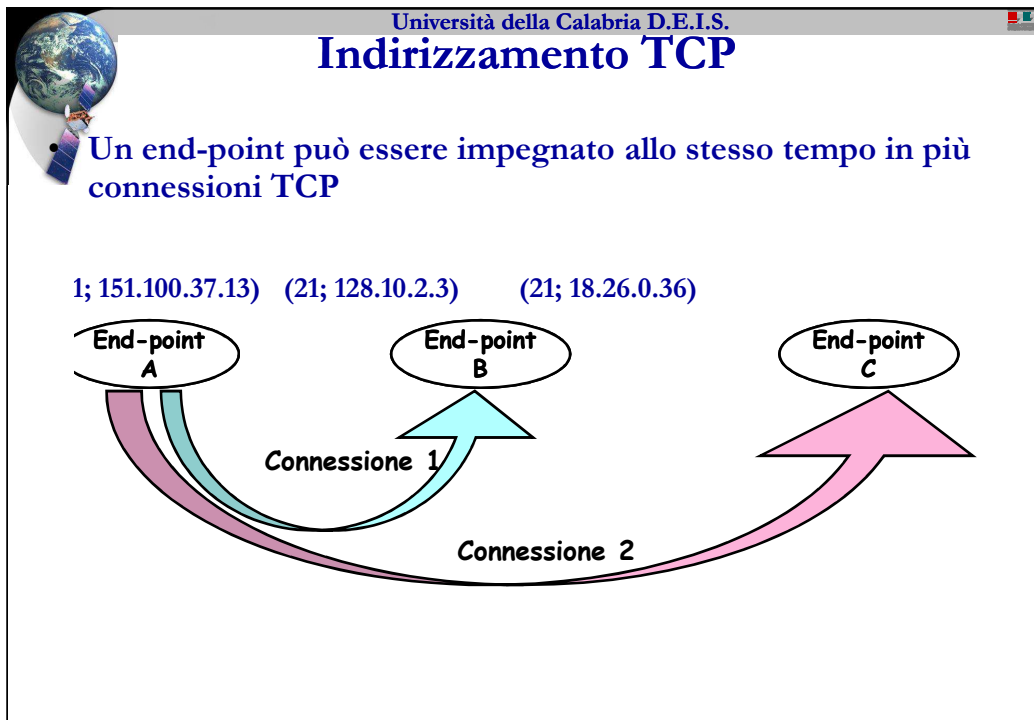 Università della Calabria D.E.I.S.
Indirizzamento TCP
• Un end-point può essere impegnato allo stesso tempo in più
connessioni TCP
1; 151.100.37.13) (21; 128.10.2.3) (21; 18.26.0.36)
End-point
A
End-point
B
End-point
C
Connessione 1
Connessione 2